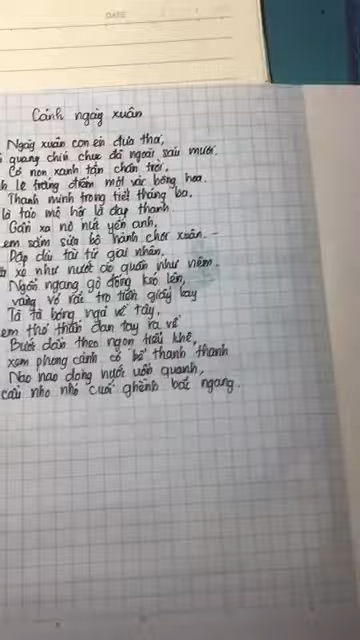 DATE
Cảnh ngày xuân
Ngày xuân con én đưa thoi,
quang chín chục đã ngoài sáu mươi.
Cỏ non xanh tận chân trời,
lê trắng điểm một vài bông hoa.
Thanh minh trong tiết tháng ba,
là tảo mộ hội là đạp thanh.
Gần xa nô nức yến anh,
em sắm sửa bộ hành chơi xuân.
Dập dìu tài tử giai nhân,
xe như nước áo quần như nêm.
Ngổn ngang gò đống kéo lên,
vàng vó rắc tro tiền giấy bay
Tà tà bóng ngả về tây,
em thơ thẩn dan tay ra về
Bước dần theo ngọn tiểu khê,
xem phong cảnh có bề thanh thanh
Nao nao dòng nước uốn quanh,
cầu nho nhỏ cuối ghềnh bắc ngang.